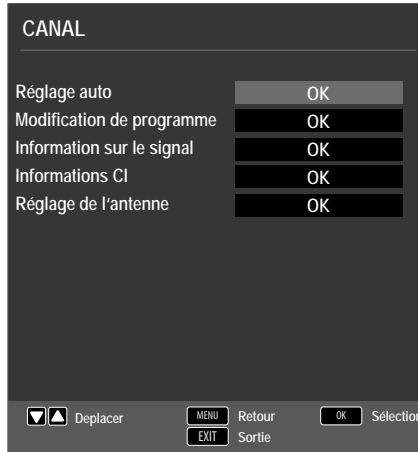 CANAL
Réglage auto OK
Modification de programme OK
Information sur le signal OK
Informations CI OK
Réglage de l‘antenne OK
Deplacer MENU Retour OK Sélection
EXIT Sortie